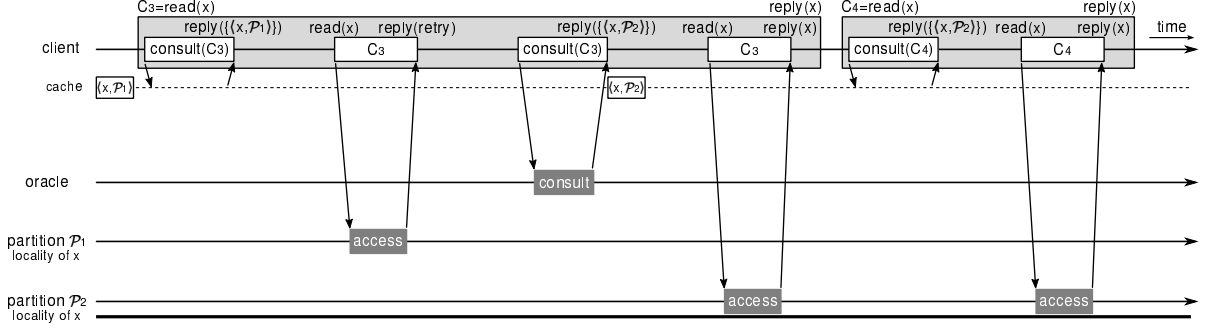 C3=read(x) reply(x) C4=read(x) reply(x)
reply({⟨x,P1⟩}) read(x) reply(retry) reply({⟨x,P2⟩}) read(x) reply(x) reply({⟨x,P2⟩}) read(x) reply(x) time
client consult(C3) C3 consult(C3) C3 consult(C4) C4
cache ⟨x,P1⟩ ⟨x,P2⟩
oracle consult
partition P1 access
locality of x
partition P2 access access
locality of x